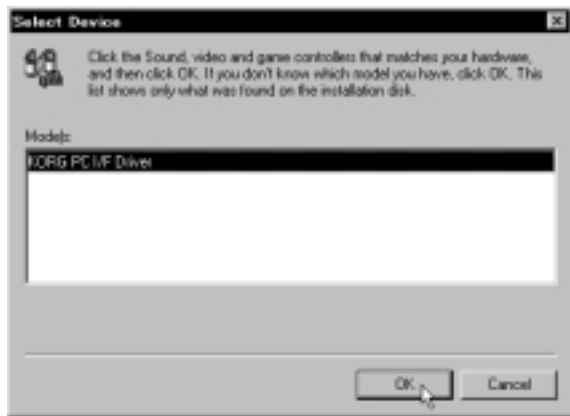 Select Device
Click the Sound, video and game controllers that matches your hardware,
and then click OK. If you don't know which model you have, click OK. This
list shows only what was found on the installation disk.
Models:
KORG PC I/F Driver
OK
Cancel